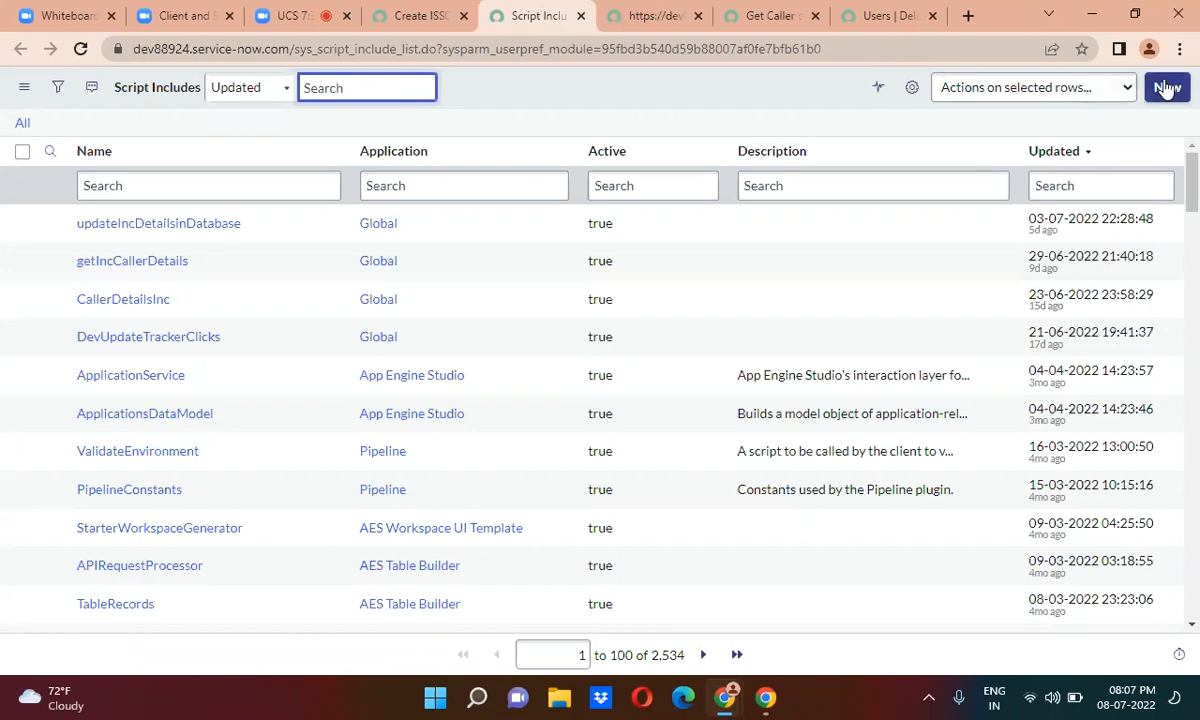 Whiteboard
Client and S
UCS 7:3
Create ISSC
Script Inclu
https://dev
Get Caller c
Users | Del
dev88924.service-now.com/sys_script_include_list.do?sysparm_userpref_module=95fbd3b540d59b88007af0fe7bfb61b0
Script Includes Updated Search Actions on selected rows... New
All
Name Application Active Description Updated
Search Search Search Search Search
updateIncDetailsinDatabase Global true 03-07-2022 22:28:48
5d ago
getIncCallerDetails Global true 29-06-2022 21:40:18
9d ago
CallerDetailsInc Global true 23-06-2022 23:58:29
15d ago
DevUpdateTrackerClicks Global true 21-06-2022 19:41:37
17d ago
ApplicationService App Engine Studio true App Engine Studio's interaction layer fo... 04-04-2022 14:23:57
3mo ago
ApplicationsDataModel App Engine Studio true Builds a model object of application-rel... 04-04-2022 14:23:46
3mo ago
ValidateEnvironment Pipeline true A script to be called by the client to v... 16-03-2022 13:00:50
4mo ago
PipelineConstants Pipeline true Constants used by the Pipeline plugin. 15-03-2022 10:15:16
4mo ago
StarterWorkspaceGenerator AES Workspace UI Template true 09-03-2022 04:25:50
4mo ago
APIRequestProcessor AES Table Builder true 09-03-2022 03:18:55
4mo ago
TableRecords AES Table Builder true 08-03-2022 23:23:06
4mo ago
1 to 100 of 2,534
72°F
Cloudy
ENG
IN
08:07 PM
08-07-2022